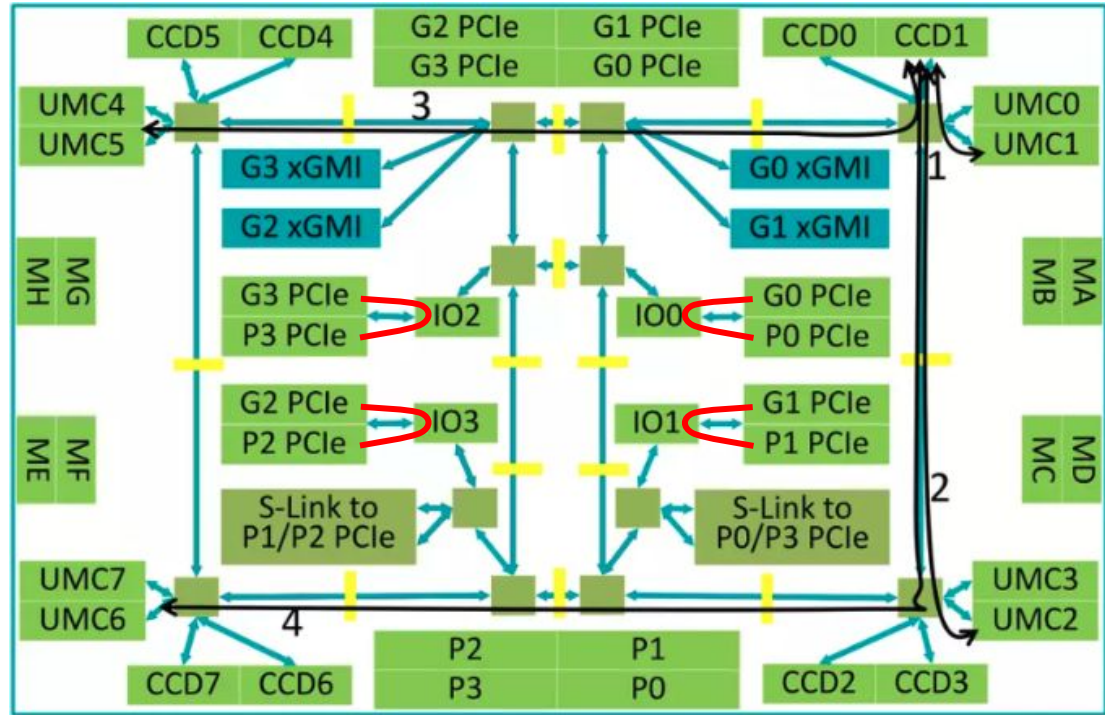 CCD5 CCD4
G2 PCIe G1 PCIe
G3 PCIe G0 PCIe
CCD0 CCD1
UMC4
UMC5
3
UMC0
UMC1
1
G3 xGMI
G2 xGMI
G0 xGMI
G1 xGMI
MH MG
MB MA
G3 PCIe
P3 PCIe
IO2
IO0
G0 PCIe
P0 PCIe
G2 PCIe
P2 PCIe
IO3
IO1
G1 PCIe
P1 PCIe
ME MF
MC MD
2
S-Link to
P1/P2 PCIe
S-Link to
P0/P3 PCIe
UMC7
UMC6
4
UMC3
UMC2
CCD7 CCD6
P2 P1
P3 P0
CCD2 CCD3